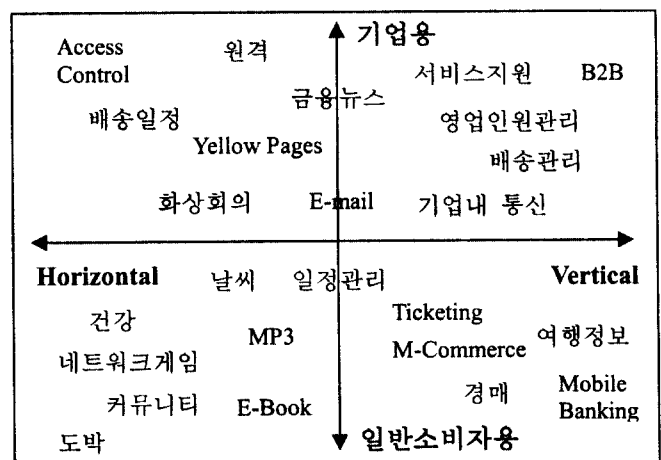 기업용
Access
Control
원격
서비스지원
B2B
금융뉴스
배송일정
영업인원관리
Yellow Pages
배송관리
화상회의
E-mail
기업내 통신
Horizontal
날씨
일정관리
Vertical
건강
Ticketing
MP3
여행정보
네트워크게임
M-Commerce
경매
Mobile
Banking
커뮤니티
E-Book
도박
일반소비자용